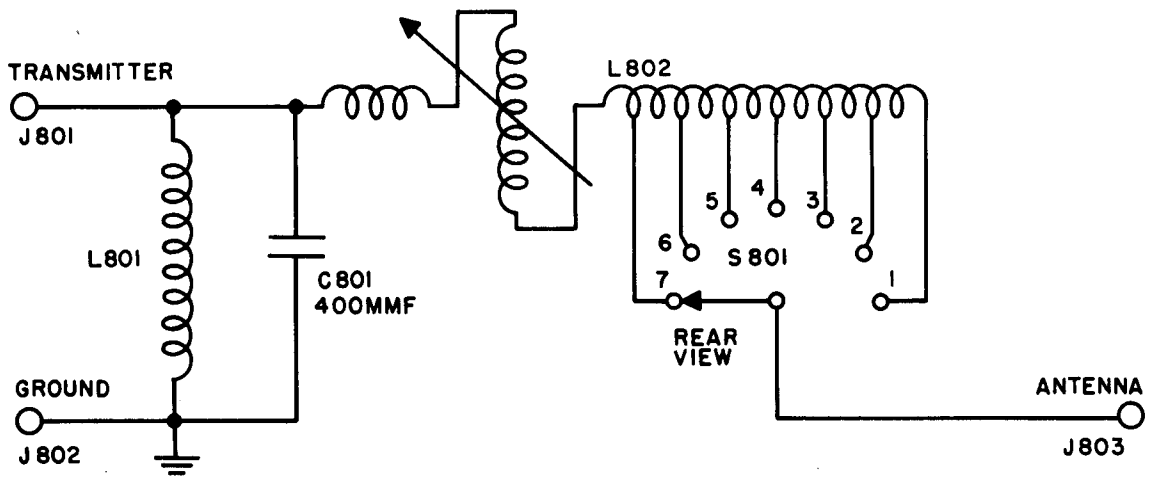 TRANSMITTER
J801
L801
C801
400MMF
GROUND
J802
L802
5
4
3
6
2
S801
7
1
REAR
VIEW
ANTENNA
J803